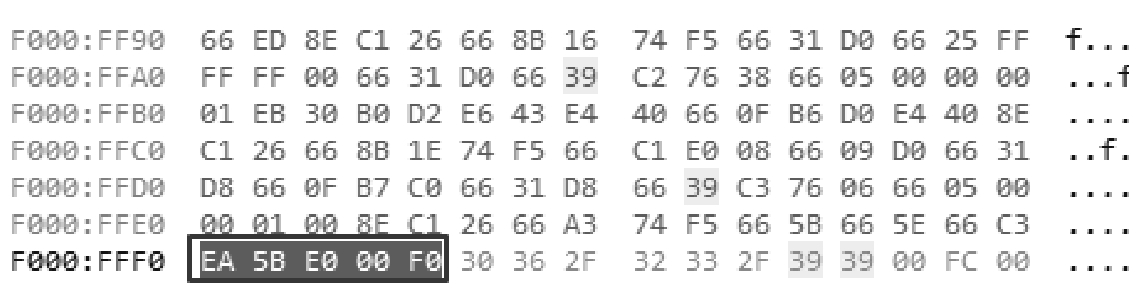 F000:FF90 66 ED 8E C1 26 66 8B 16 74 F5 66 31 D0 66 25 FF f...
F000:FFA0 FF FF 00 66 31 D0 66 39 C2 76 38 66 05 00 00 00 ...f
F000:FFB0 01 EB 30 B0 D2 E6 43 E4 40 66 0F B6 D0 E4 40 8E ....
F000:FFC0 C1 26 66 8B 1E 74 F5 66 C1 E0 08 66 09 D0 66 31 ..f.
F000:FFD0 D8 66 0F B7 C0 66 31 D8 66 39 C3 76 06 66 05 00 ....
F000:FFE0 00 01 00 8E C1 26 66 A3 74 F5 66 5B 66 5E 66 C3 ....
F000:FFF0 EA 5B E0 00 F0 30 36 2F 32 33 2F 39 39 00 FC 00 ....